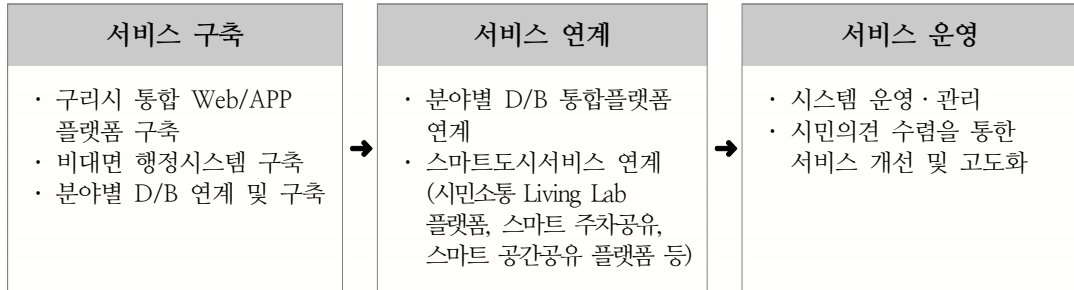 서비스 구축
· 구리시 통합 Web/APP
플랫폼 구축
· 비대면 행정시스템 구축
· 분야별 D/B 연계 및 구축
➜
서비스 연계
· 분야별 D/B 통합플랫폼
연계
· 스마트도시서비스 연계
(시민소통 Living Lab
플랫폼, 스마트 주차공유,
스마트 공간공유 플랫폼 등)
➜
서비스 운영
· 시스템 운영·관리
· 시민의견 수렴을 통한
서비스 개선 및 고도화